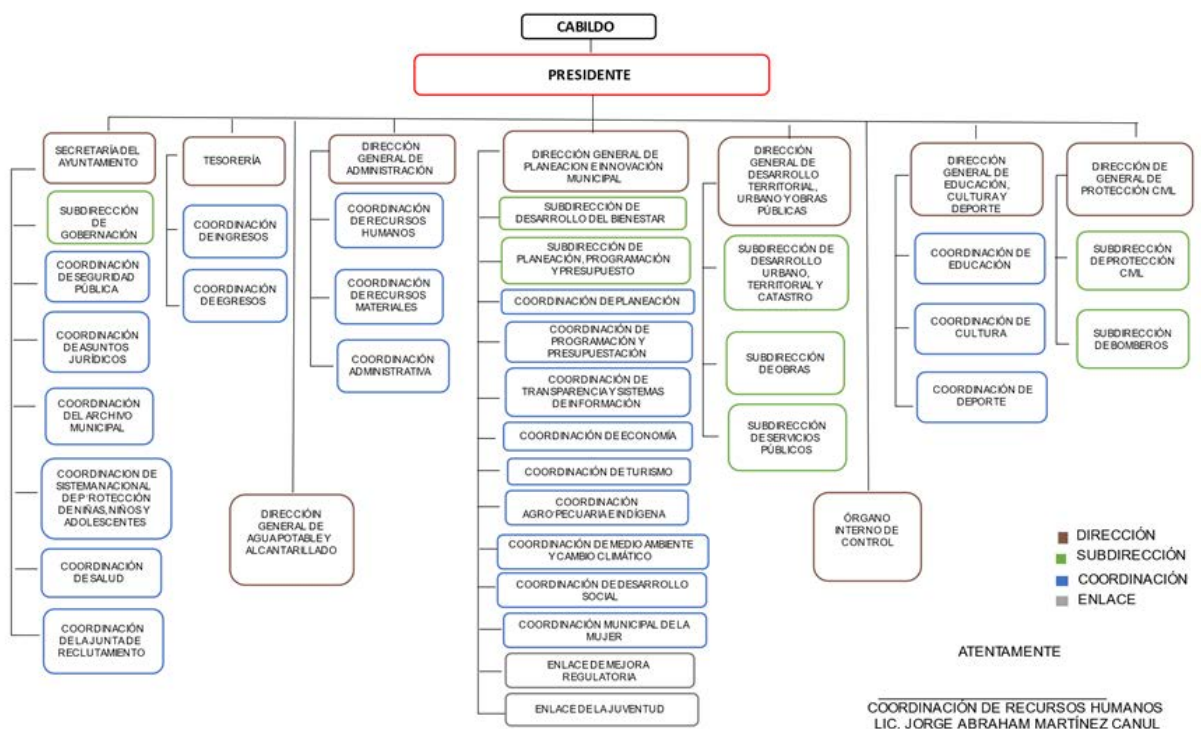 CABILDO
PRESIDENTE
SECRETARÍA DEL
AYUNTAMIENTO
SUBDIRECCIÓN
DE
GOBERNACIÓN
COORDINACIÓN
DE SEGURIDAD
PÚBLICA
COORDINACIÓN
DE ASUNTOS
JURÍDICOS
COORDINACIÓN
DEL ARCHIVO
MUNICIPAL
COORDINACION DE
SISTEMA NACIONAL
DE PROTECCIÓN
DE NIÑAS, NIÑOS Y
ADOLESCENTES
COORDINACIÓN
DE SALUD
COORDINACIÓN
DE LA JUNTA DE
RECLUTAMIENTO
TESORERÍA
COORDINACIÓN
DE INGRESOS
COORDINACIÓN
DE EGRESOS
DIRECCIÓN
GENERAL DE
AGUA POTABLE Y
ALCANTARILLADO
DIRECCIÓN
GENERAL DE
ADMINISTRACIÓN
COORDINACIÓN
DE RECURSOS
HUMANOS
COORDINACIÓN
DE RECURSOS
MATERIALES
COORDINACIÓN
ADMINISTRATIVA
DIRECCIÓN GENERAL DE
PLANEACION E INNOVACIÓN
MUNICIPAL
SUBDIRECCIÓN DE
DESARROLLO DEL BIENESTAR
SUBDIRECCIÓN DE
PLANEACIÓN, PROGRAMACIÓN
Y PRESUPUESTO
COORDINACIÓN DE PLANEACIÓN
COORDINACIÓN DE
PROGRAMACIÓN Y
PRESUPUESTACIÓN
COORDINACIÓN DE
TRANSPARENCIA Y SISTEMAS
DE INFORMACIÓN
COORDINACIÓN DE ECONOMÍA
COORDINACIÓN DE TURISMO
COORDINACIÓN
AGROPECUARIA E INDÍGENA
COORDINACIÓN DE MEDIO AMBIENTE
Y CAMBIO CLIMÁTICO
COORDINACIÓN DE DESARROLLO
SOCIAL
COORDINACIÓN MUNICIPAL DE LA
MUJER
ENLACE DE MEJORA
REGULATORIA
ENLACE DE LA JUVENTUD
DIRECCIÓN
GENERAL DE
DESARROLLO
TERRITORIAL,
URBANO Y OBRAS
PÚBLICAS
SUBDIRECCIÓN DE
DESARROLLO
URBANO,
TERRITORIAL Y
CATASTRO
SUBDIRECCIÓN
DE OBRAS
SUBDIRECCIÓN
DE SERVICIOS
PÚBLICOS
ÓRGANO
INTERNO DE
CONTROL
DIRECCIÓN
GENERAL DE
EDUCACIÓN,
CULTURA Y
DEPORTE
COORDINACIÓN DE
EDUCACIÓN
COORDINACIÓN DE
CULTURA
COORDINACIÓN DE
DEPORTE
DIRECCIÓN DE
GENERAL DE
PROTECCIÓN CIVIL
SUBDIRECCIÓN
DE PROTECCIÓN
CIVIL
SUBDIRECCIÓN
DE BOMBEROS
DIRECCIÓN
SUBDIRECCIÓN
COORDINACIÓN
ENLACE
ATENTAMENTE
COORDINACIÓN DE RECURSOS HUMANOS
LIC. JORGE ABRAHAM MARTÍNEZ CANUL